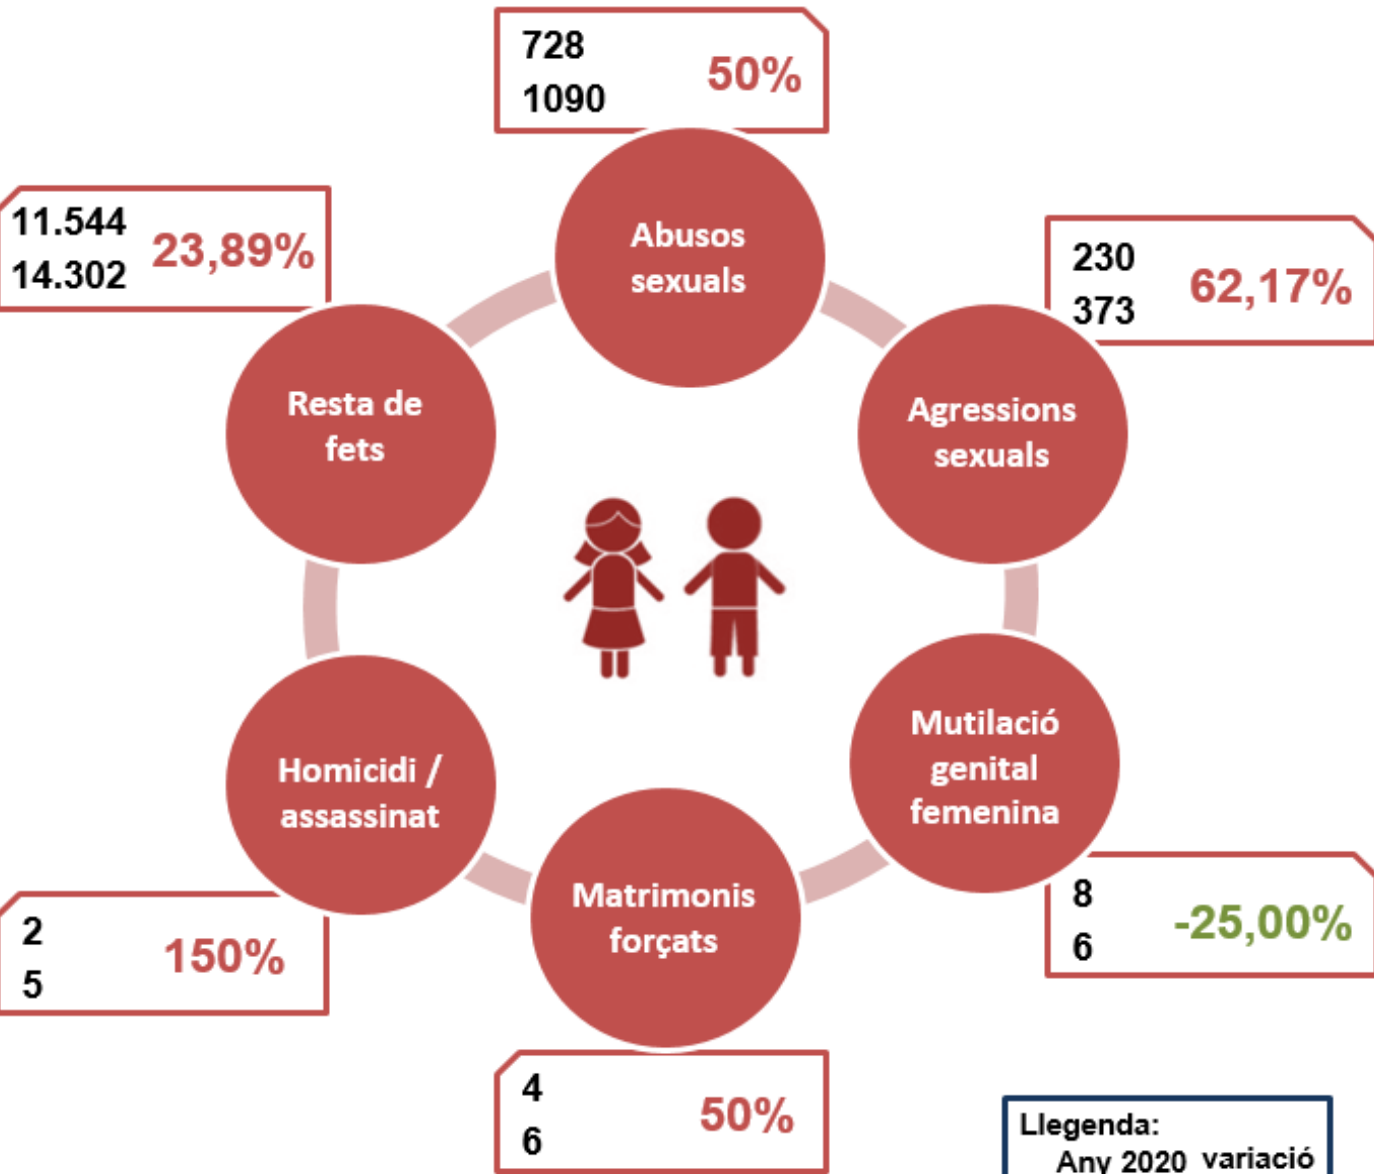 728
1090
50%
Abusos
sexuals
230
373
62,17%
Agressions
sexuals
Mutilació
genital
femenina
8
6
-25,00%
Matrimonis
forçats
4
6
50%
Homicidi /
assassinat
2
5
150%
Resta de
fets
11.544
14.302
23,89%
Llegenda:
Any 2020 variació